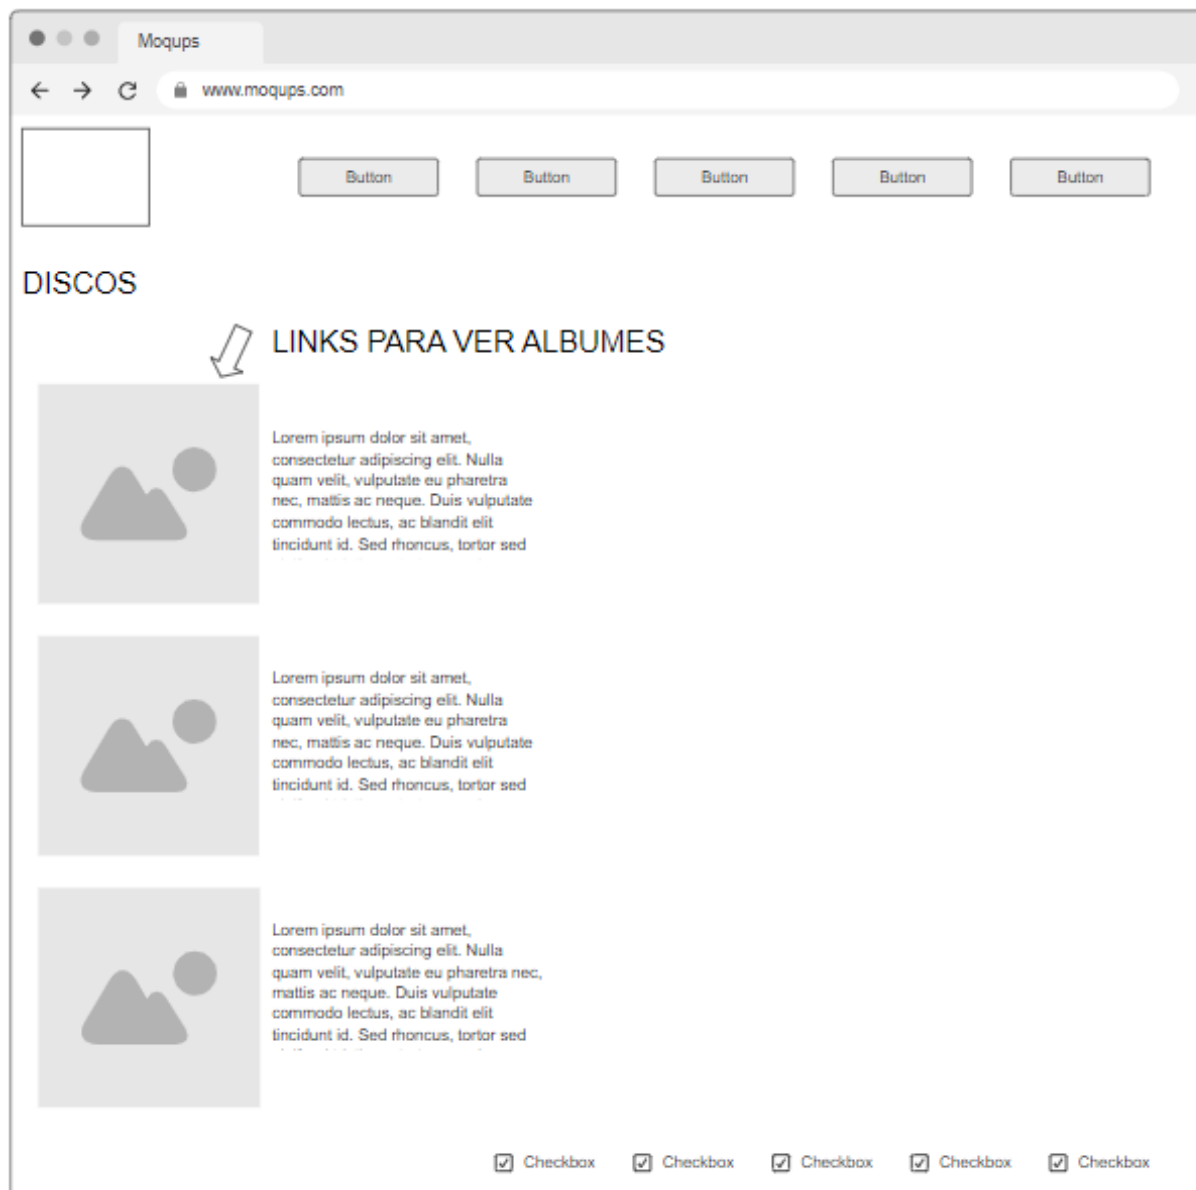 Moqups
www.moqups.com
Button Button Button Button Button
DISCOS
LINKS PARA VER ALBUMES
Lorem ipsum dolor sit amet,
consectetur adipiscing elit. Nulla
quam velit, vulputate eu pharetra
nec, mattis ac neque. Duis vulputate
commodo lectus, ac blandit elit
tincidunt id. Sed rhoncus, tortor sed
Lorem ipsum dolor sit amet,
consectetur adipiscing elit. Nulla
quam velit, vulputate eu pharetra
nec, mattis ac neque. Duis vulputate
commodo lectus, ac blandit elit
tincidunt id. Sed rhoncus, tortor sed
Lorem ipsum dolor sit amet,
consectetur adipiscing elit. Nulla
quam velit, vulputate eu pharetra nec,
mattis ac neque. Duis vulputate
commodo lectus, ac blandit elit
tincidunt id. Sed rhoncus, tortor sed
Checkbox Checkbox Checkbox Checkbox Checkbox